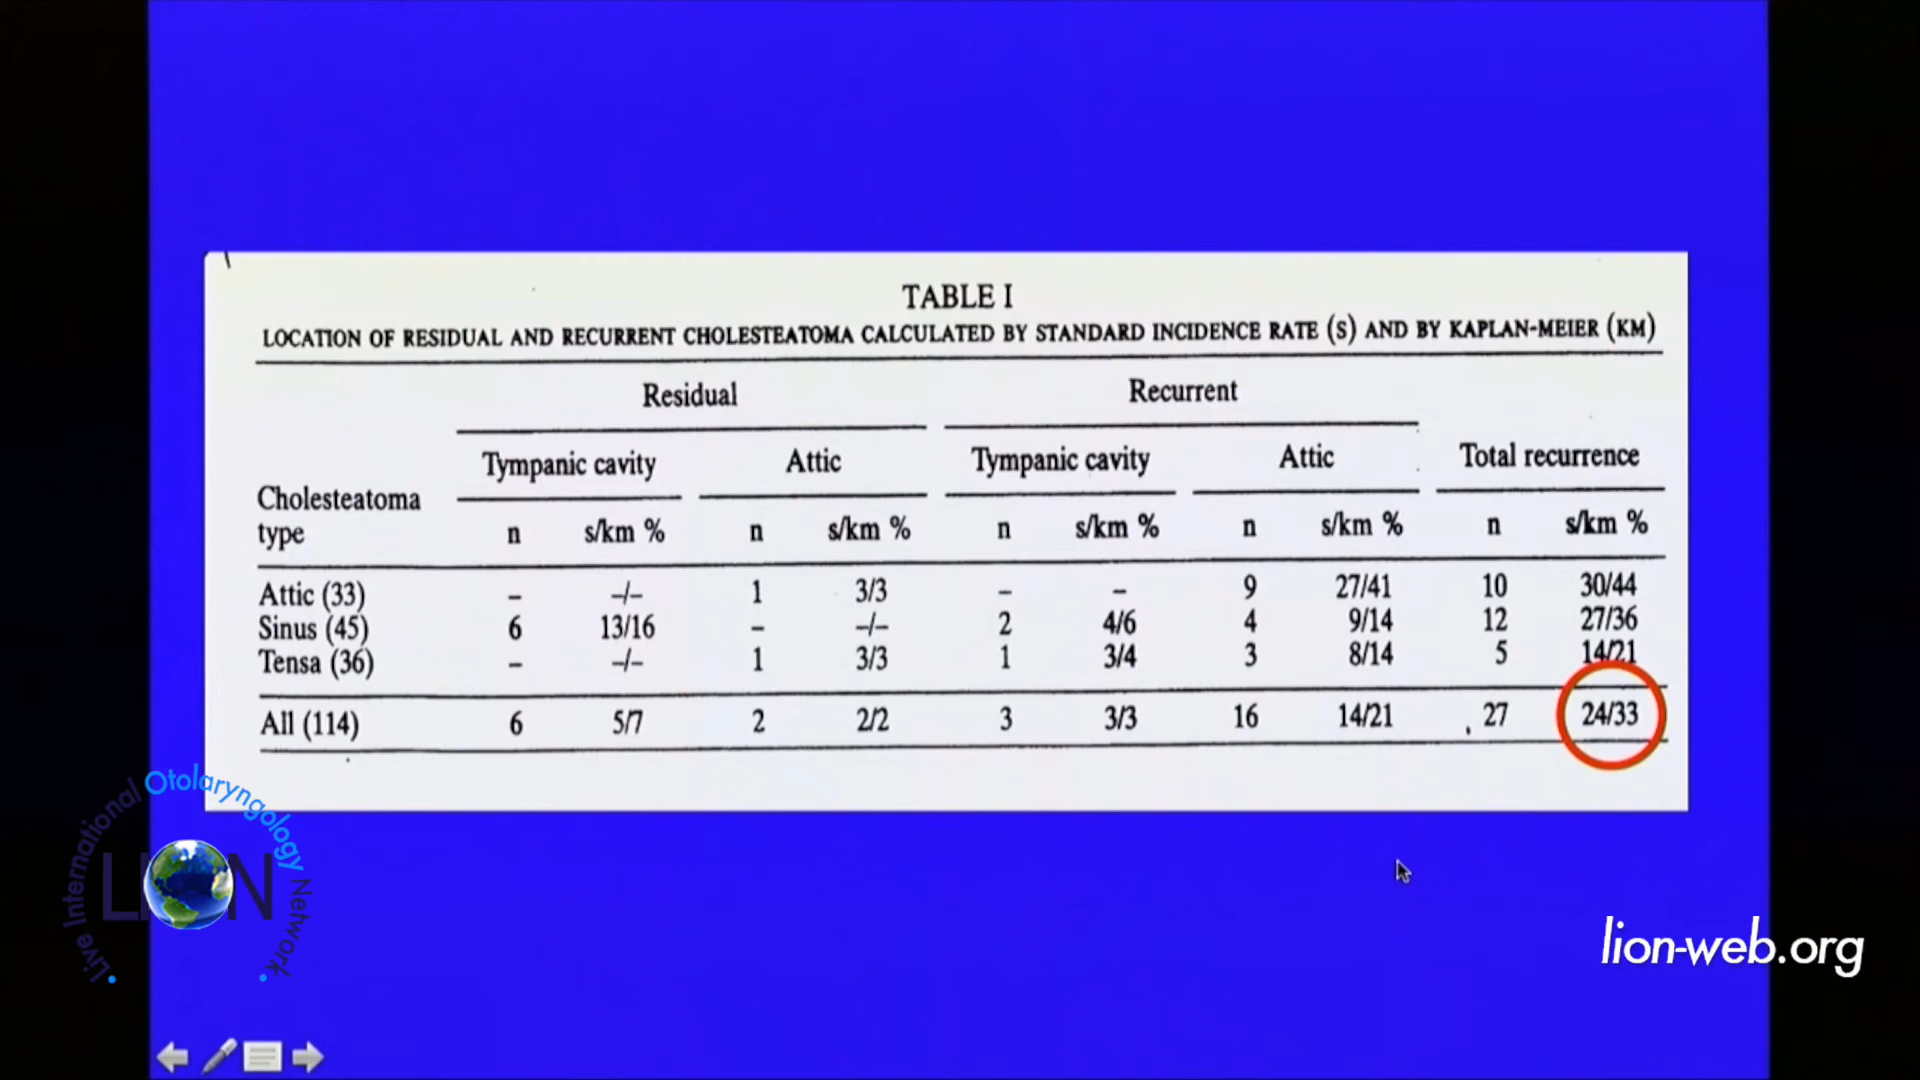 TABLE I
LOCATION OF RESIDUAL AND RECURRENT CHOLESTEATOMA CALCULATED BY STANDARD INCIDENCE RATE (S) AND BY KAPLAN-MEIER (KM)
Residual Recurrent
Tympanic cavity Attic Tympanic cavity Attic Total recurrence
Cholesteatoma
type n s/km % n s/km % n s/km % n s/km % n s/km %
Attic (33) – –/– 1 3/3 – – 9 27/41 10 30/44
Sinus (45) 6 13/16 – –/– 2 4/6 4 9/14 12 27/36
Tensa (36) – –/– 1 3/3 1 3/4 3 8/14 5 14/21
All (114) 6 5/7 2 2/2 3 3/3 16 14/21 27 24/33
Live International Otolaryngology Network
LION
lion-web.org